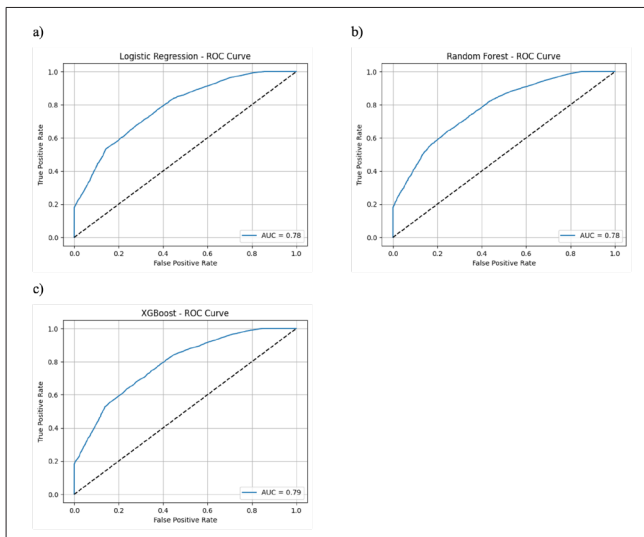 a)
Logistic Regression - ROC Curve
1.0
0.8
0.6
0.4
0.2
0.0
True Positive Rate
0.0 0.2 0.4 0.6 0.8 1.0
False Positive Rate
AUC = 0.78
b)
Random Forest - ROC Curve
1.0
0.8
0.6
0.4
0.2
0.0
True Positive Rate
0.0 0.2 0.4 0.6 0.8 1.0
False Positive Rate
AUC = 0.78
c)
XGBoost - ROC Curve
1.0
0.8
0.6
0.4
0.2
0.0
True Positive Rate
0.0 0.2 0.4 0.6 0.8 1.0
False Positive Rate
AUC = 0.79